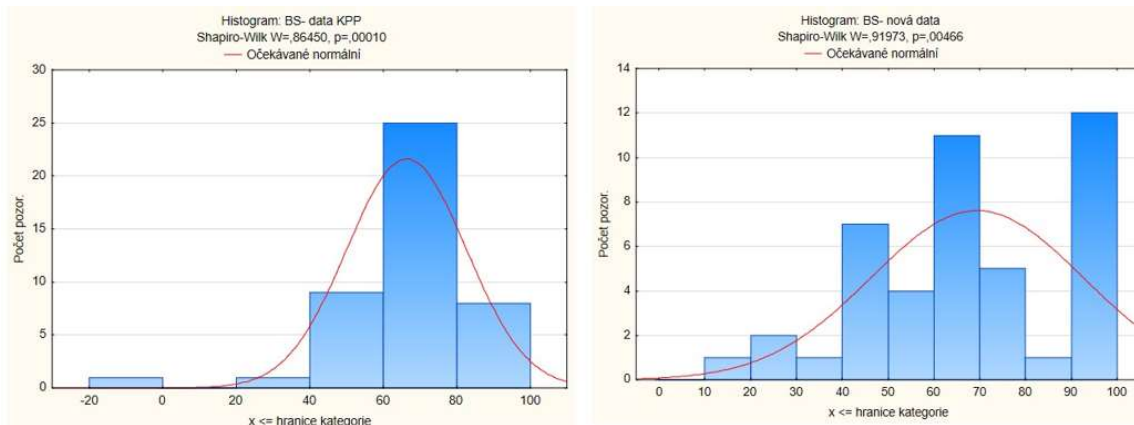 Histogram: BS- data KPP
Shapiro-Wilk W=,86450, p=,00010
Očekávané normální
30
25
20
15
10
5
0
Počet pozor.
-20 0 20 40 60 80 100
x <= hranice kategorie
Histogram: BS- nová data
Shapiro-Wilk W=,91973, p=,00466
Očekávané normální
14
12
10
8
6
4
2
0
Počet pozor.
0 10 20 30 40 50 60 70 80 90 100
x <= hranice kategorie